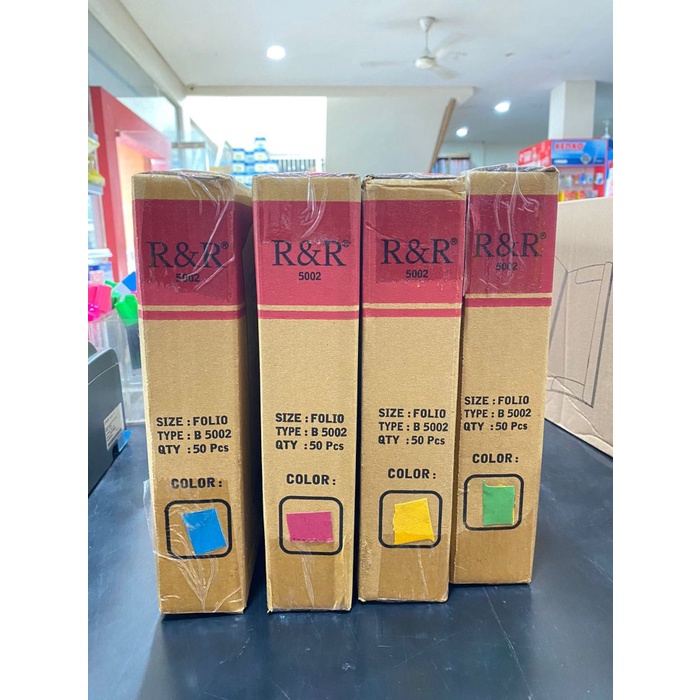 R&R®
5002
SIZE : FOLIO
TYPE : B 5002
QTY : 50 Pcs
COLOR :
R&R®
5002
SIZE : FOLIO
TYPE : B 5002
QTY : 50 Pcs
COLOR :
R&R®
5002
SIZE : FOLIO
TYPE : B 5002
QTY : 50 Pcs
COLOR :
R&R®
5002
SIZE : FOLIO
TYPE : B 5002
QTY : 50 Pcs
COLOR :
KENKO